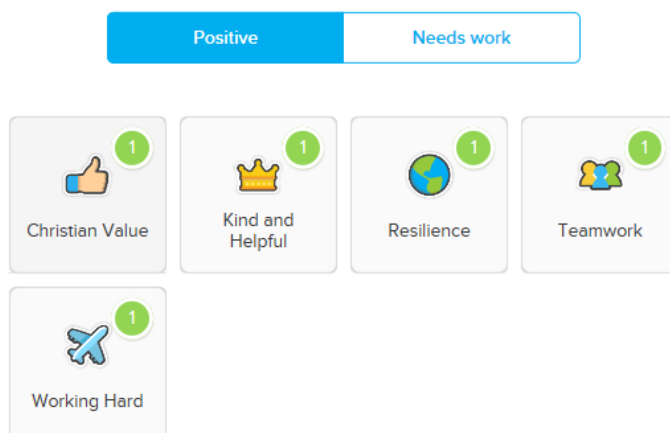 Positive
Needs work
1
Christian Value
1
Kind and
Helpful
1
Resilience
1
Teamwork
1
Working Hard